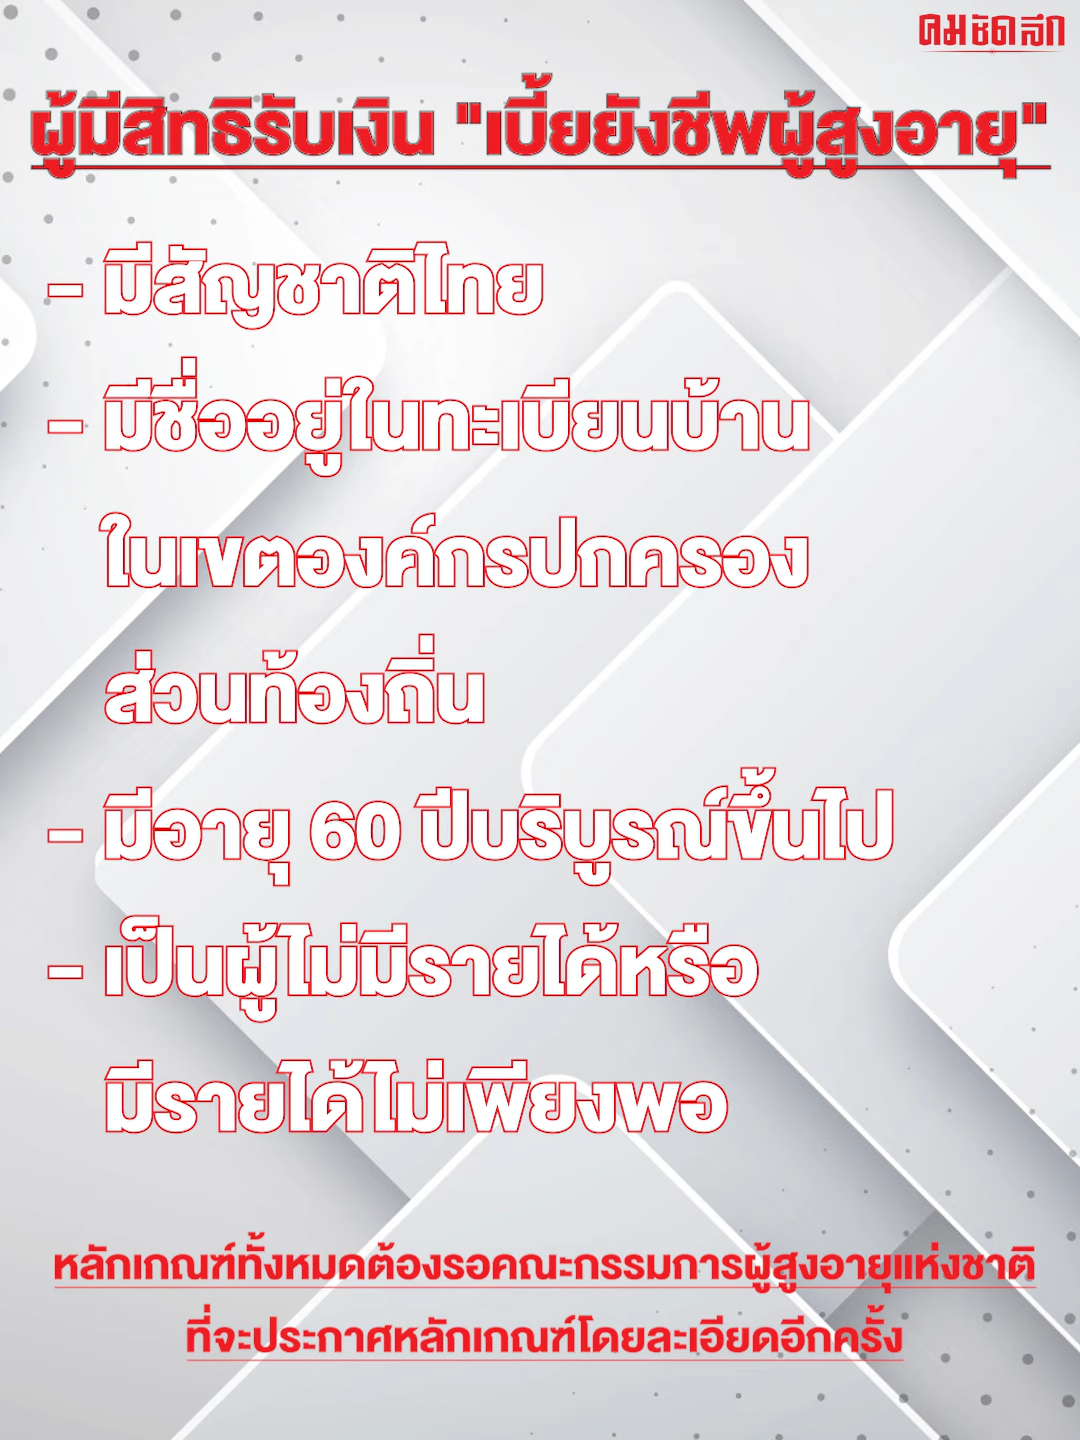 คมชัดลึก
ผู้มีสิทธิรับเงิน "เบี้ยยังชีพผู้สูงอายุ"
- มีสัญชาติไทย
- มีชื่ออยู่ในทะเบียนบ้าน
ในเขตองค์กรปกครอง
ส่วนท้องถิ่น
- มีอายุ 60 ปีบริบูรณ์ขึ้นไป
- เป็นผู้ไม่มีรายได้หรือ
มีรายได้ไม่เพียงพอ
หลักเกณฑ์ทั้งหมดต้องรอคณะกรรมการผู้สูงอายุแห่งชาติ
ที่จะประกาศหลักเกณฑ์โดยละเอียดอีกครั้ง